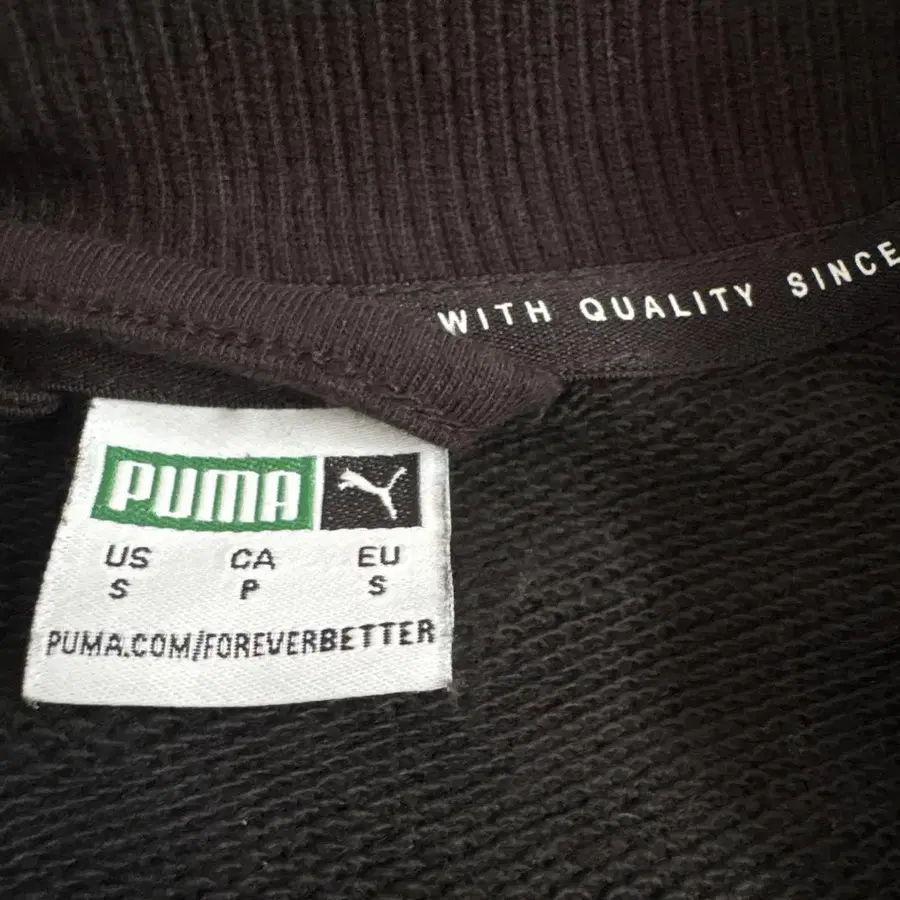 WITH QUALITY SINCE
PUMA
US CA EU
S P S
PUMA.COM/FOREVERBETTER